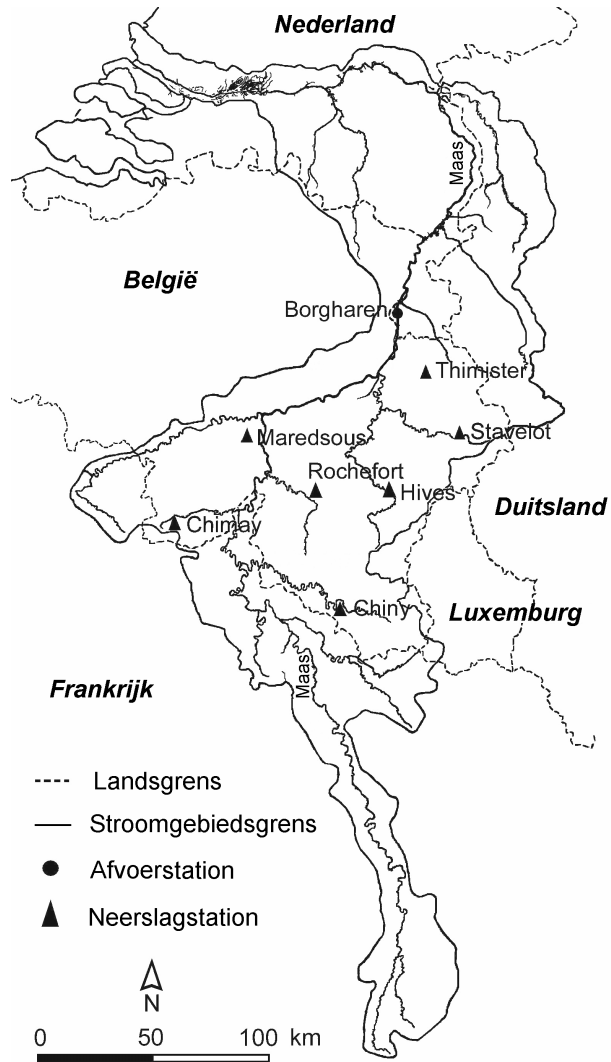 Nederland
Maas
België
Borgharen
Thimister
Maredsous
Stavelot
Rochefort
Hives
Duitsland
Chimay
Chiny
Luxemburg
Maas
Frankrijk
Landsgrens
Stroomgebiedsgrens
Afvoerstation
Neerslagstation
N
0 50 100 km